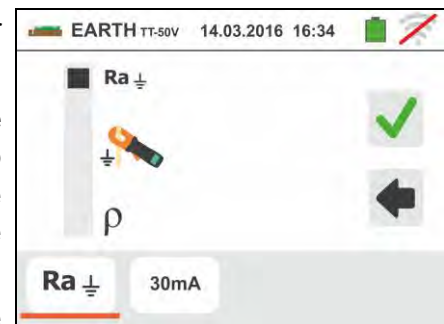 EARTH TT-50V 14.03.2016 16:34
Ra ⏚
⏚
ρ
Ra ⏚ 30mA